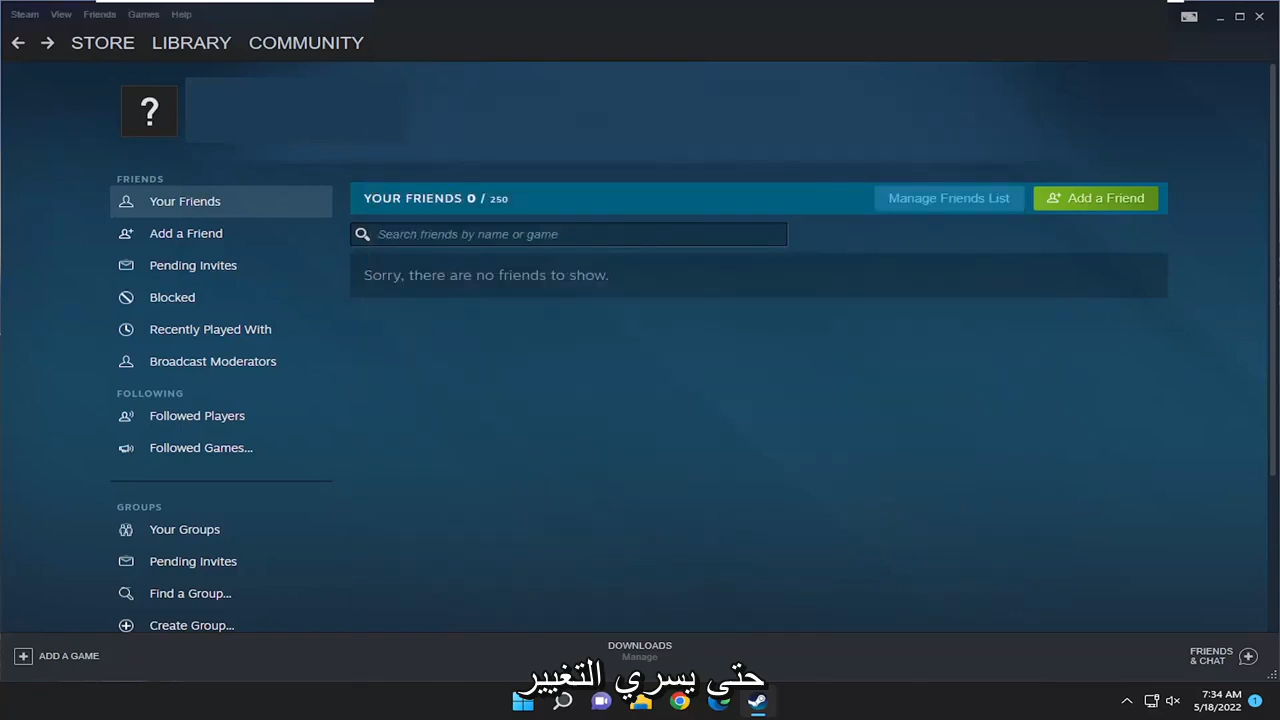 Steam View Friends Games Help
STORE LIBRARY COMMUNITY
?
FRIENDS
Your Friends
Add a Friend
Pending Invites
Blocked
Recently Played With
Broadcast Moderators
FOLLOWING
Followed Players
Followed Games...
GROUPS
Your Groups
Pending Invites
Find a Group...
Create Group...
YOUR FRIENDS 0 / 250
Manage Friends List
Add a Friend
Search friends by name or game
Sorry, there are no friends to show.
ADD A GAME
DOWNLOADS
Manage
FRIENDS
& CHAT
حتى يسري التغيير
7:34 AM
5/18/2022
1